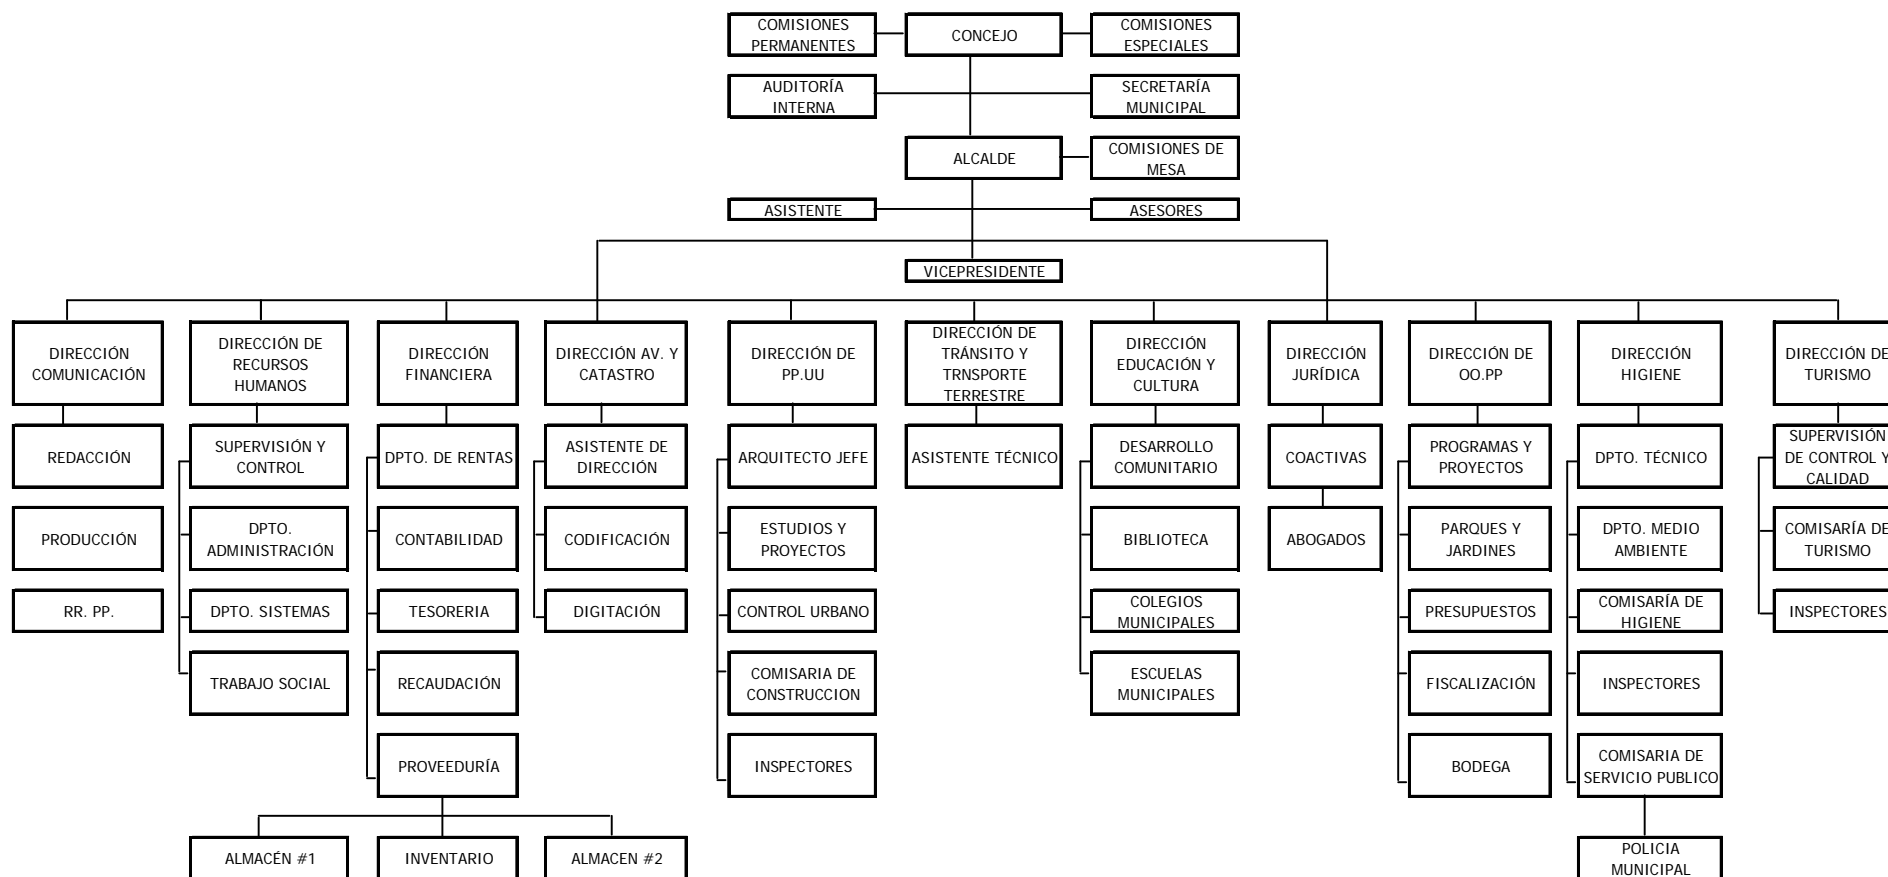 COMISIONES
PERMANENTES
CONCEJO
COMISIONES
ESPECIALES
AUDITORÍA
INTERNA
SECRETARÍA
MUNICIPAL
ALCALDE
COMISIONES DE
MESA
ASISTENTE
ASESORES
VICEPRESIDENTE
DIRECCIÓN
COMUNICACIÓN
DIRECCIÓN DE
RECURSOS
HUMANOS
DIRECCIÓN
FINANCIERA
DIRECCIÓN AV. Y
CATASTRO
DIRECCIÓN DE
PP.UU
DIRECCIÓN DE
TRÁNSITO Y
TRNSPORTE
TERRESTRE
DIRECCIÓN
EDUCACIÓN Y
CULTURA
DIRECCIÓN
JURÍDICA
DIRECCIÓN DE
OO.PP
DIRECCIÓN
HIGIENE
DIRECCIÓN DE
TURISMO
REDACCIÓN
SUPERVISIÓN Y
CONTROL
DPTO. DE RENTAS
ASISTENTE DE
DIRECCIÓN
ARQUITECTO JEFE
ASISTENTE TÉCNICO
DESARROLLO
COMUNITARIO
COACTIVAS
PROGRAMAS Y
PROYECTOS
DPTO. TÉCNICO
SUPERVISIÓN
DE CONTROL Y
CALIDAD
PRODUCCIÓN
DPTO.
ADMINISTRACIÓN
CONTABILIDAD
CODIFICACIÓN
ESTUDIOS Y
PROYECTOS
BIBLIOTECA
ABOGADOS
PARQUES Y
JARDINES
DPTO. MEDIO
AMBIENTE
COMISARÍA DE
TURISMO
RR. PP.
DPTO. SISTEMAS
TESORERIA
DIGITACIÓN
CONTROL URBANO
COLEGIOS
MUNICIPALES
PRESUPUESTOS
COMISARÍA DE
HIGIENE
INSPECTORES
TRABAJO SOCIAL
RECAUDACIÓN
COMISARIA DE
CONSTRUCCION
ESCUELAS
MUNICIPALES
FISCALIZACIÓN
INSPECTORES
PROVEEDURÍA
INSPECTORES
BODEGA
COMISARIA DE
SERVICIO PUBLICO
ALMACÉN #1
INVENTARIO
ALMACEN #2
POLICIA
MUNICIPAL